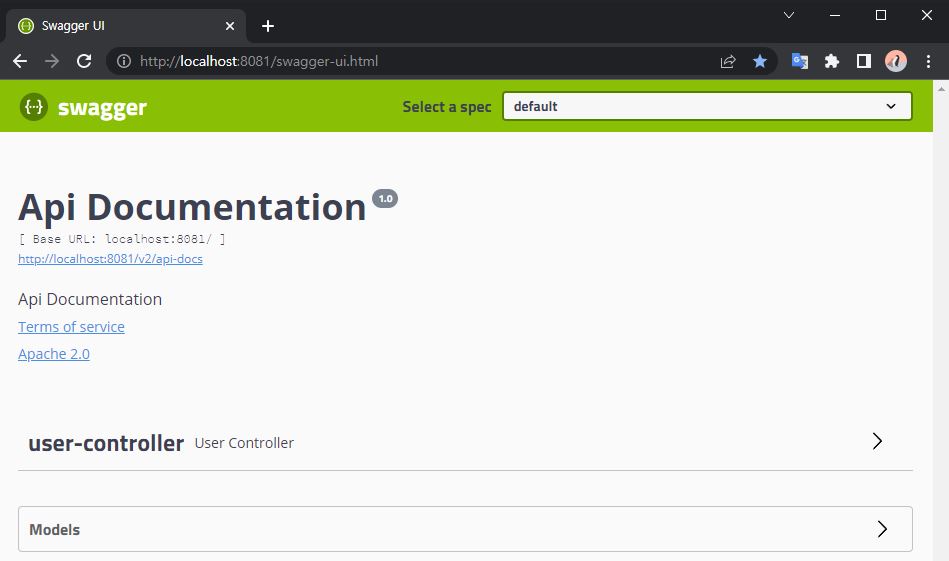 Swagger UI
http://localhost:8081/swagger-ui.html
{···} swagger Select a spec default
Api Documentation 1.0
[ Base URL: localhost:8081/ ]
http://localhost:8081/v2/api-docs
Api Documentation
Terms of service
Apache 2.0
user-controller User Controller
Models